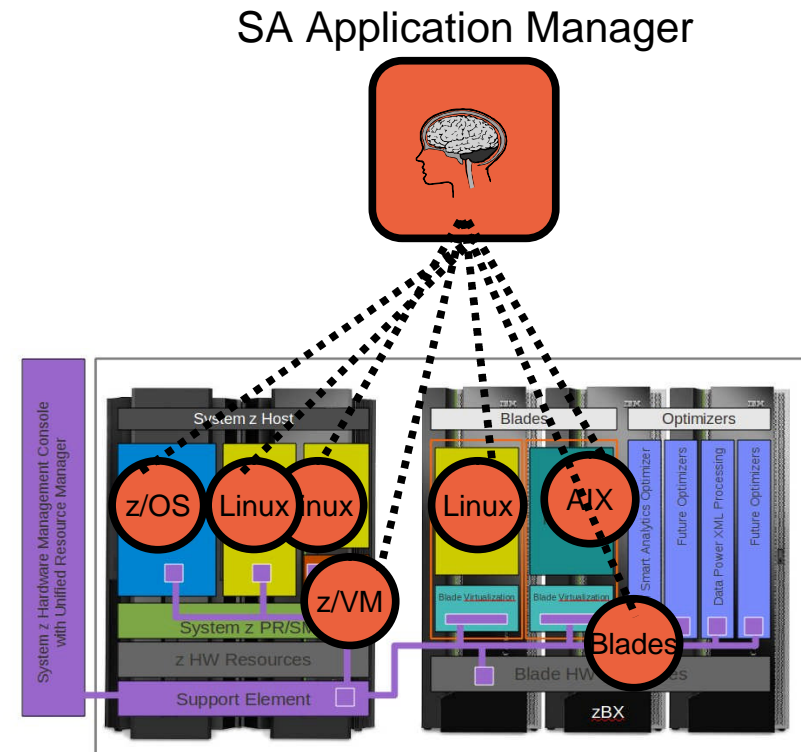 SA Application Manager
System z Hardware Management Console
with Unified Resource Manager
System z Host
Blades
Optimizers
IBM
z/OS
Linux
inux
z/VM
Linux
AIX
Blades
Smart Analytics Optimizer
Future Optimizers
Data Power XML Processing
Future Optimizers
Blade Virtualization
Blade Virtualization
System z PR/SM
z HW Resources
Support Element
Blade HW
zBX